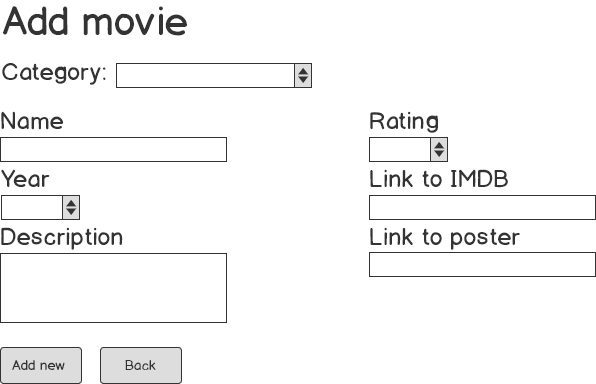 Add movie
Category:
Name
Rating
Year
Link to IMDB
Description
Link to poster
Add new
Back